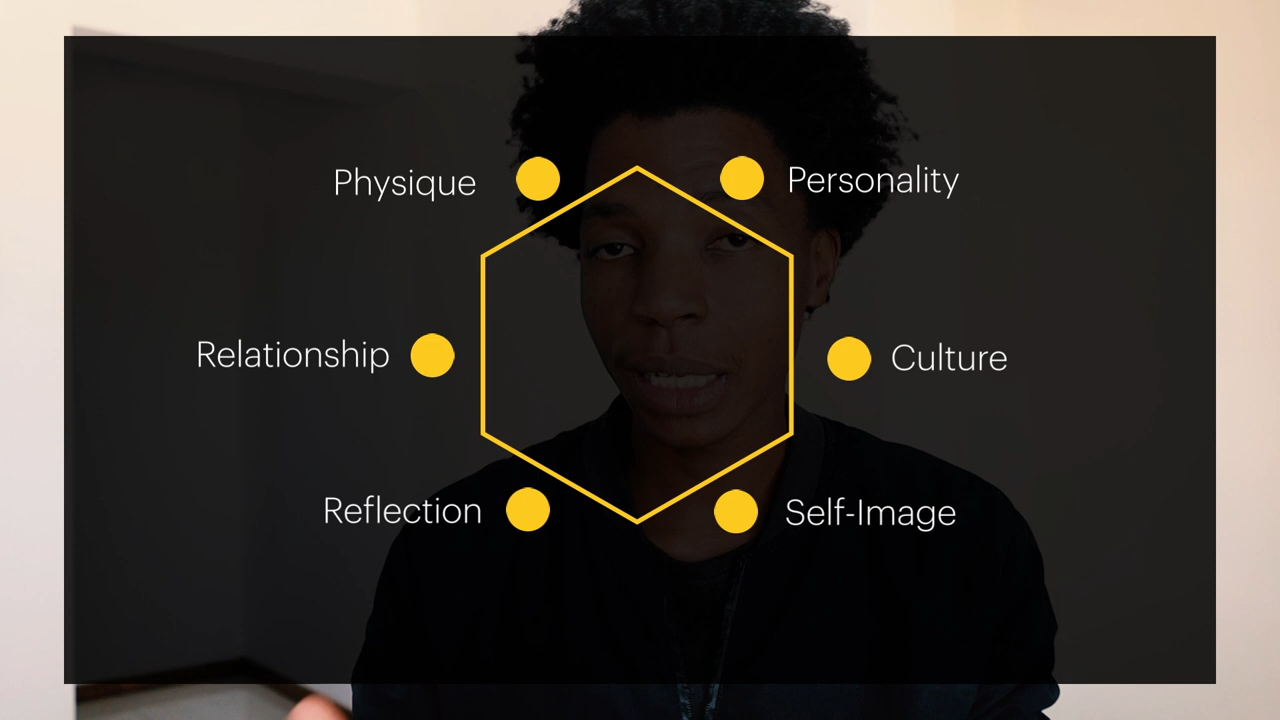 Physique
Personality
Relationship
Culture
Reflection
Self-Image